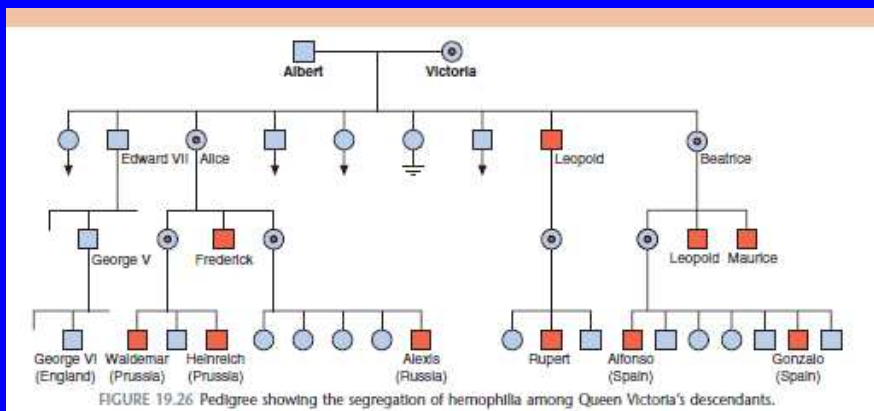 Albert Victoria
Edward VII Alice Leopold Beatrice
George V Frederick Leopold Maurice
George VI Waldemar Heinreich Alexis Rupert Alfonso Gonzalo
(England) (Prussia) (Prussia) (Russia) (Spain) (Spain)
FIGURE 19.26 Pedigree showing the segregation of hemophilia among Queen Victoria's descendants.